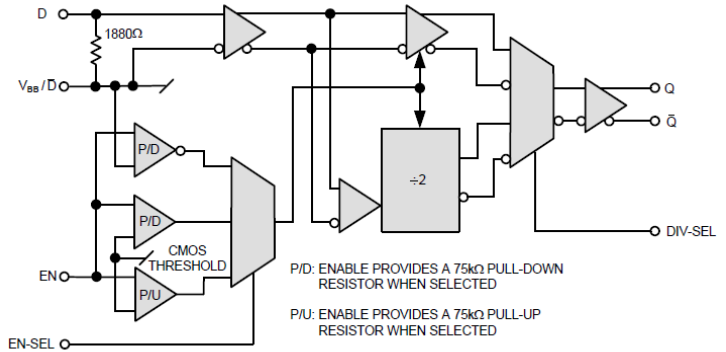 D
1880Ω
V_BB / D̅
P/D
P/D
CMOS
THRESHOLD
EN
P/U
EN-SEL
÷2
Q
Q̅
DIV-SEL
P/D: ENABLE PROVIDES A 75kΩ PULL-DOWN
RESISTOR WHEN SELECTED
P/U: ENABLE PROVIDES A 75kΩ PULL-UP
RESISTOR WHEN SELECTED